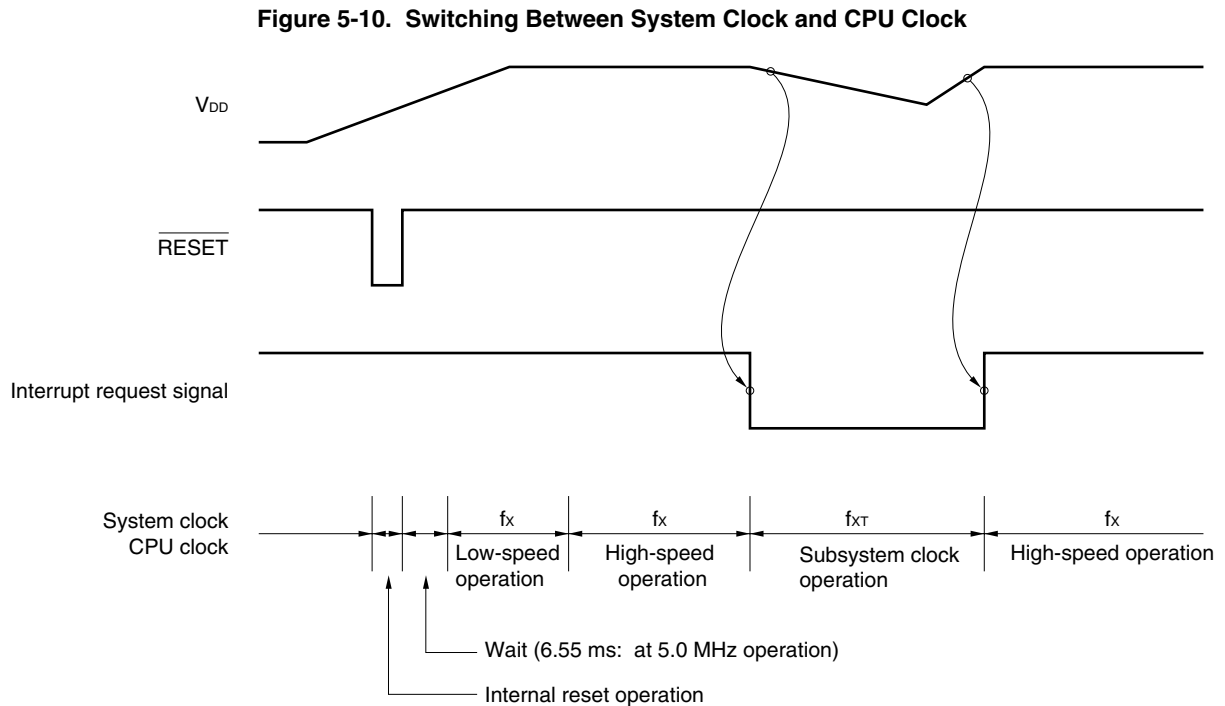 Figure 5-10. Switching Between System Clock and CPU Clock
VDD
RESET
Interrupt request signal
System clock
CPU clock
fX
Low-speed
operation
fX
High-speed
operation
fXT
Subsystem clock
operation
fX
High-speed operation
Wait (6.55 ms: at 5.0 MHz operation)
Internal reset operation